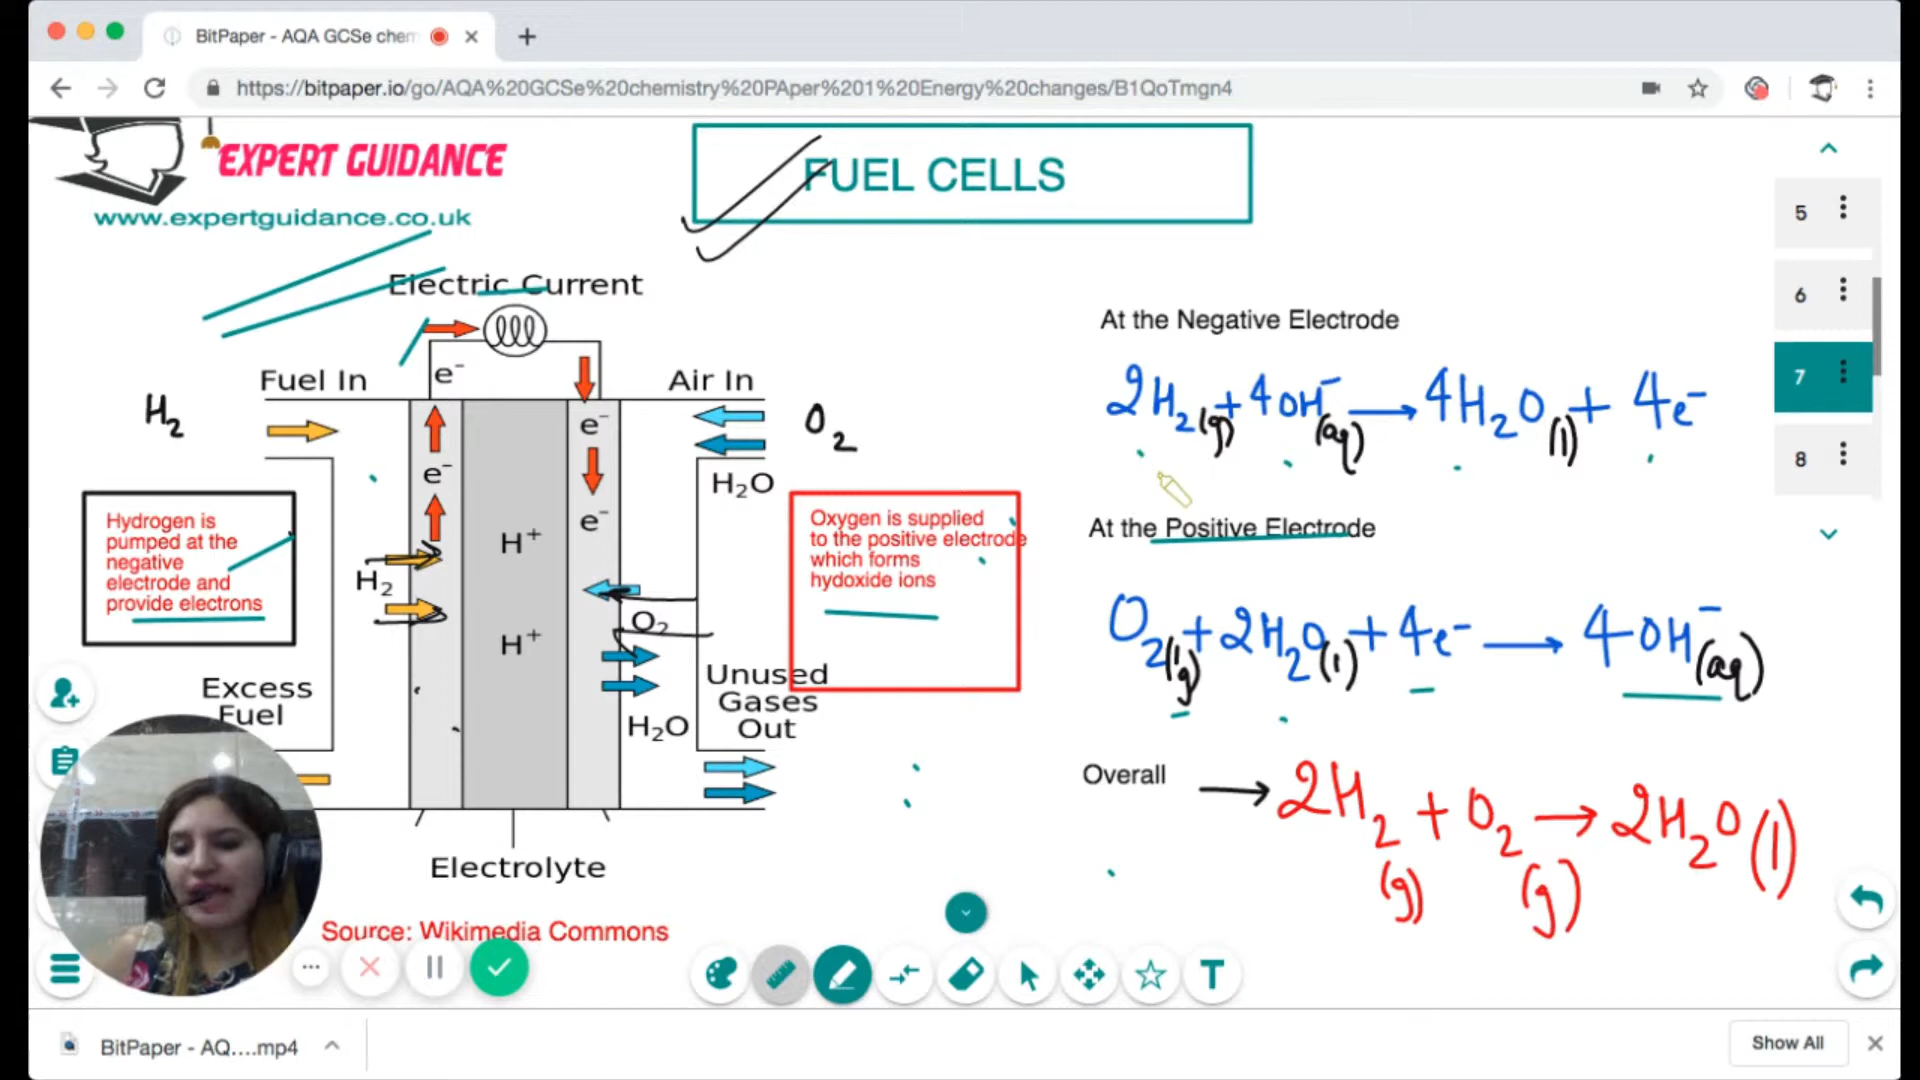 BitPaper - AQA GCSe chem
https://bitpaper.io/go/AQA%20GCSe%20chemistry%20PAper%201%20Energy%20changes/B1QoTmgn4
EXPERT GUIDANCE
www.expertguidance.co.uk
FUEL CELLS
Electric Current
Fuel In
e⁻
Air In
H₂
O₂
e⁻
e⁻
H₂O
e⁻
Hydrogen is
pumped at the
negative
electrode and
provide electrons
H⁺
H₂
O₂
H⁺
Oxygen is supplied
to the positive electrode
which forms
hydoxide ions
Excess
Fuel
H₂O
Unused
Gases
Out
Electrolyte
Source: Wikimedia Commons
At the Negative Electrode
2H₂(g) + 4OH⁻(aq) → 4H₂O(l) + 4e⁻
At the Positive Electrode
O₂(g) + 2H₂O(l) + 4e⁻ → 4OH⁻(aq)
Overall → 2H₂(g) + O₂(g) → 2H₂O(l)
5
6
7
8
T
BitPaper - AQ....mp4
Show All